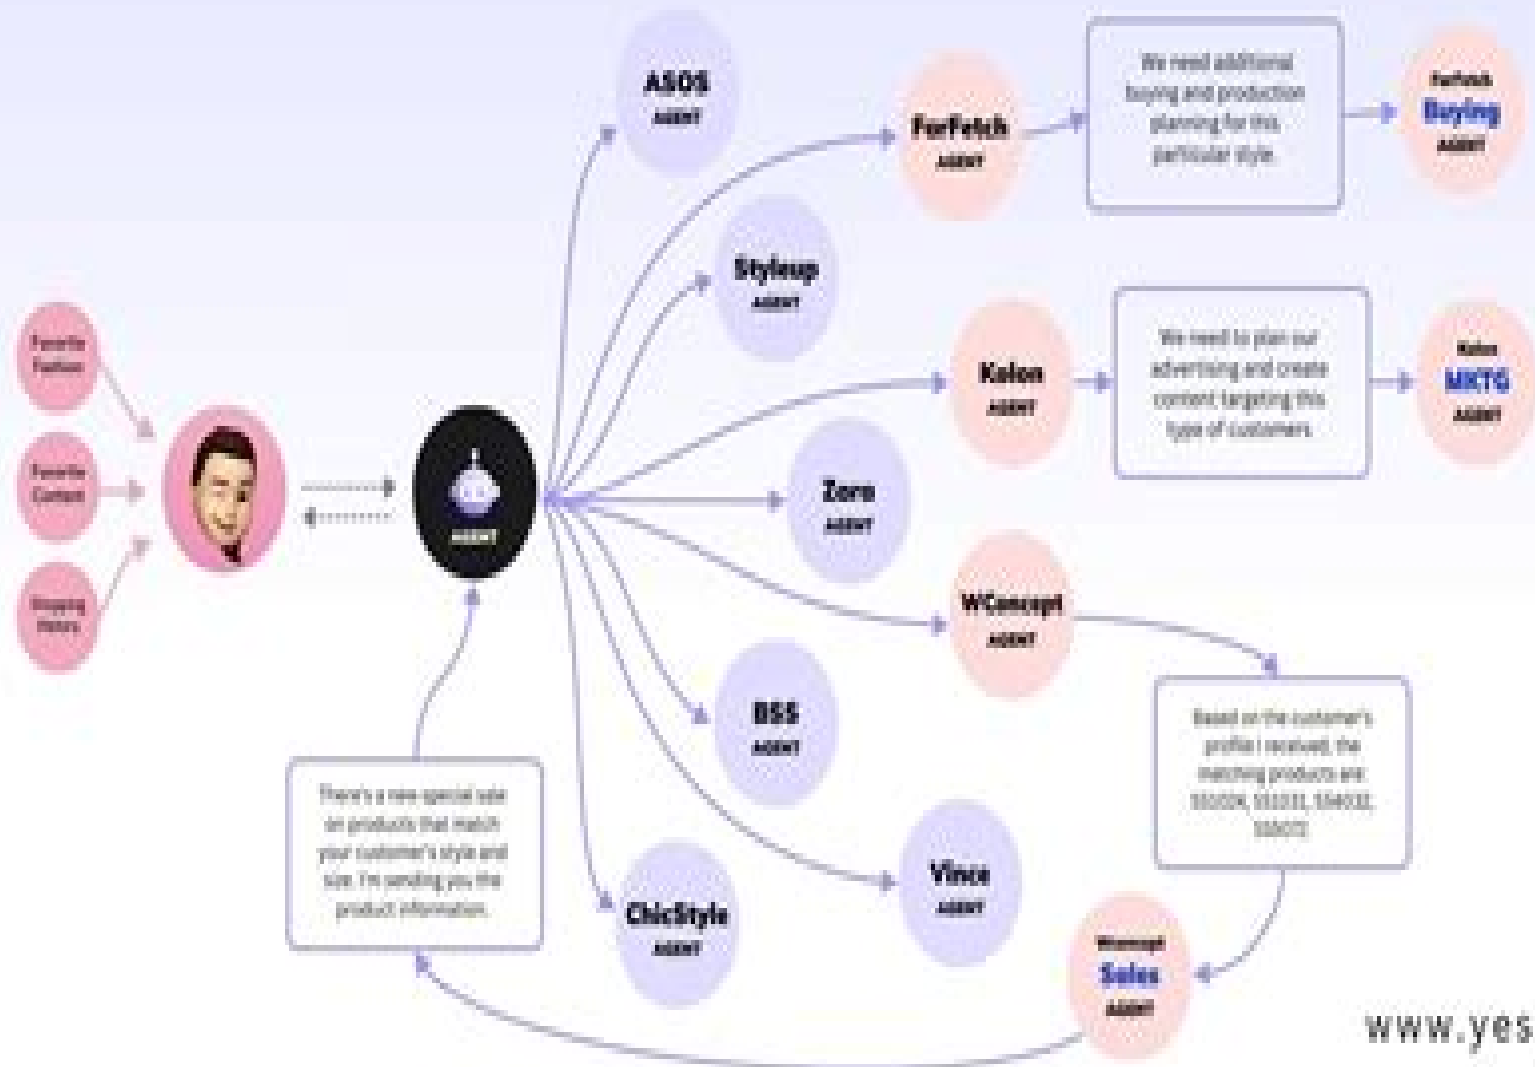 ASOS
AGENT
FarFetch
AGENT
We need additional
buying and production
planning for this
particular style.
FarFetch
Buying
AGENT
Styleup
AGENT
Favorite
Fashion
Kolon
AGENT
We need to plan our
advertising and create
content targeting this
type of customers
Kolon
MKTG
AGENT
Favorite
Content
AGENT
Zoro
AGENT
Shopping
History
WConcept
AGENT
BSS
AGENT
Based on the customer's
profile I received, the
matching products are
There's a new special sale
on products that match
your customer's style and
size. I'm sending you the
product information.
ChicStyle
AGENT
Vince
AGENT
Wconcept
Sales
AGENT
www.yes